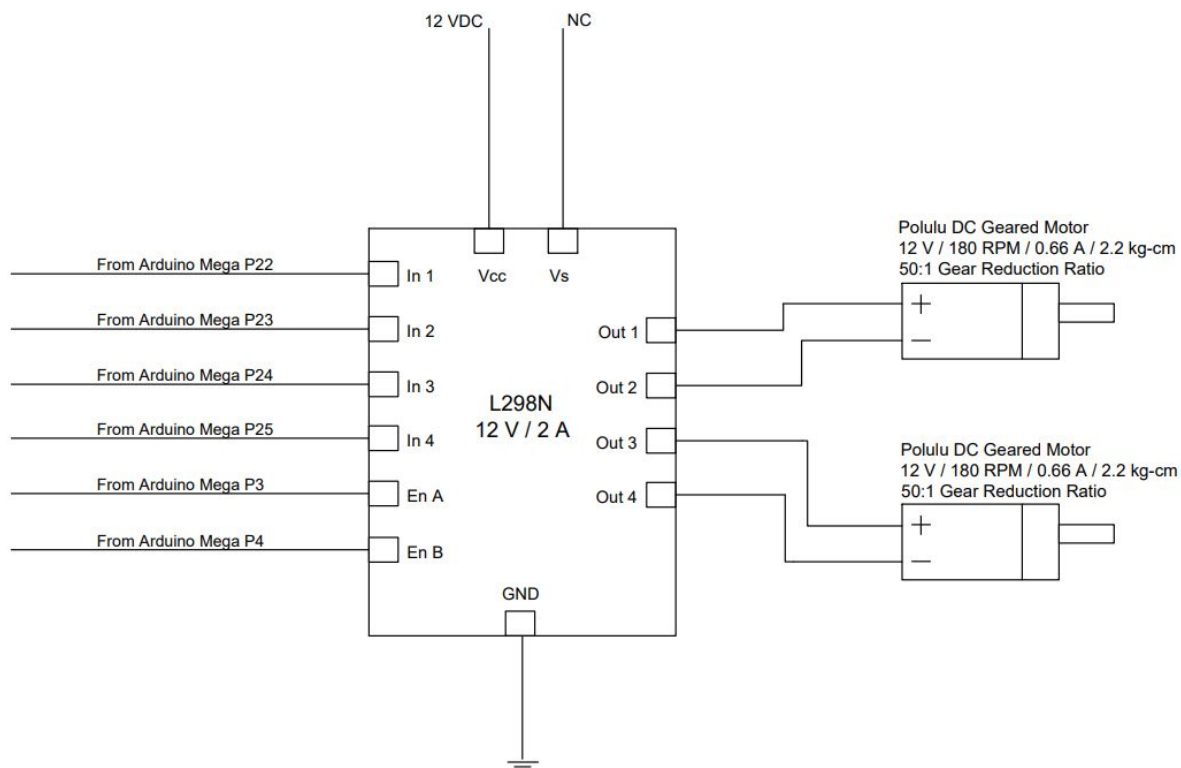 12 VDC
NC
Vcc
Vs
From Arduino Mega P22
In 1
From Arduino Mega P23
In 2
From Arduino Mega P24
In 3
From Arduino Mega P25
In 4
From Arduino Mega P3
En A
From Arduino Mega P4
En B
L298N
12 V / 2 A
GND
Out 1
Out 2
Out 3
Out 4
Polulu DC Geared Motor
12 V / 180 RPM / 0.66 A / 2.2 kg-cm
50:1 Gear Reduction Ratio
+
−
Polulu DC Geared Motor
12 V / 180 RPM / 0.66 A / 2.2 kg-cm
50:1 Gear Reduction Ratio
+
−